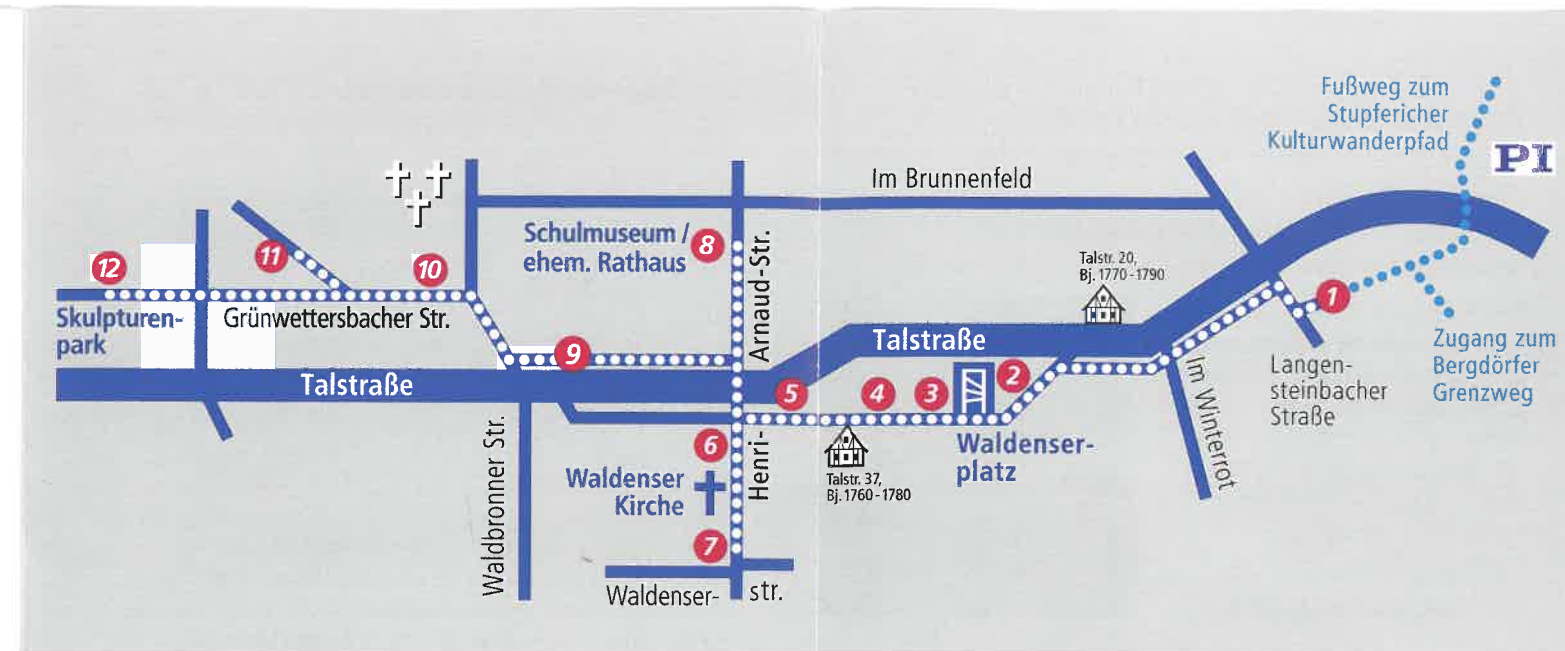 Fußweg zum
Stupfericher
Kulturwanderpfad
PI
Im Brunnenfeld
Schulmuseum /
ehem. Rathaus
8
11
12
10
Talstr. 20,
Bj. 1770 - 1790
1
Skulpturen-
park
Grünwettersbacher Str.
Henri-Arnaud-Str.
Talstraße
9
Zugang zum
Bergdörfer
Grenzweg
Langen-
steinbacher
Straße
Im Winterrot
Talstraße
5
4
3
2
Waldenser-
platz
6
Waldenser
Kirche
Talstr. 37,
Bj. 1760 - 1780
Waldbronner Str.
7
Waldenser- str.